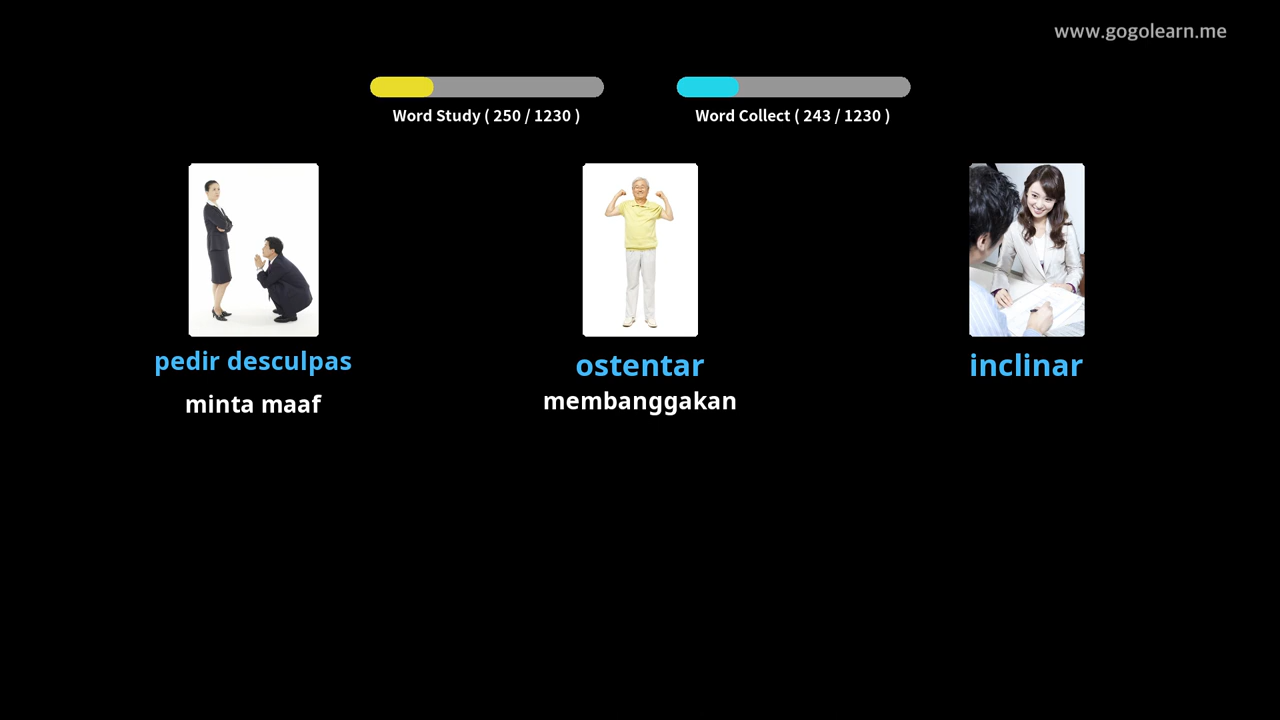 www.gogolearn.me
Word Study ( 250 / 1230 )
Word Collect ( 243 / 1230 )
pedir desculpas
ostentar
inclinar
minta maaf
membanggakan